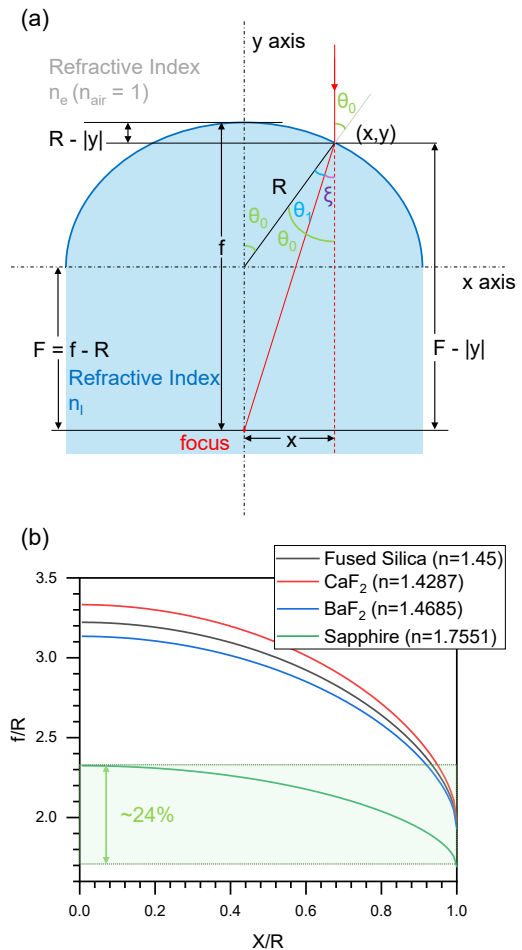 (a)
y axis
Refractive Index
nₑ (n_air = 1)
θ₀
R - |y|
(x,y)
R
ξ
θ₁
θ₀
f
θ₀
x axis
F = f - R
F - |y|
Refractive Index
n_l
focus
x
(b)
Fused Silica (n=1.45)
CaF₂ (n=1.4287)
BaF₂ (n=1.4685)
Sapphire (n=1.7551)
3.5
3.0
2.5
2.0
f/R
~24%
0.0 0.2 0.4 0.6 0.8 1.0
X/R